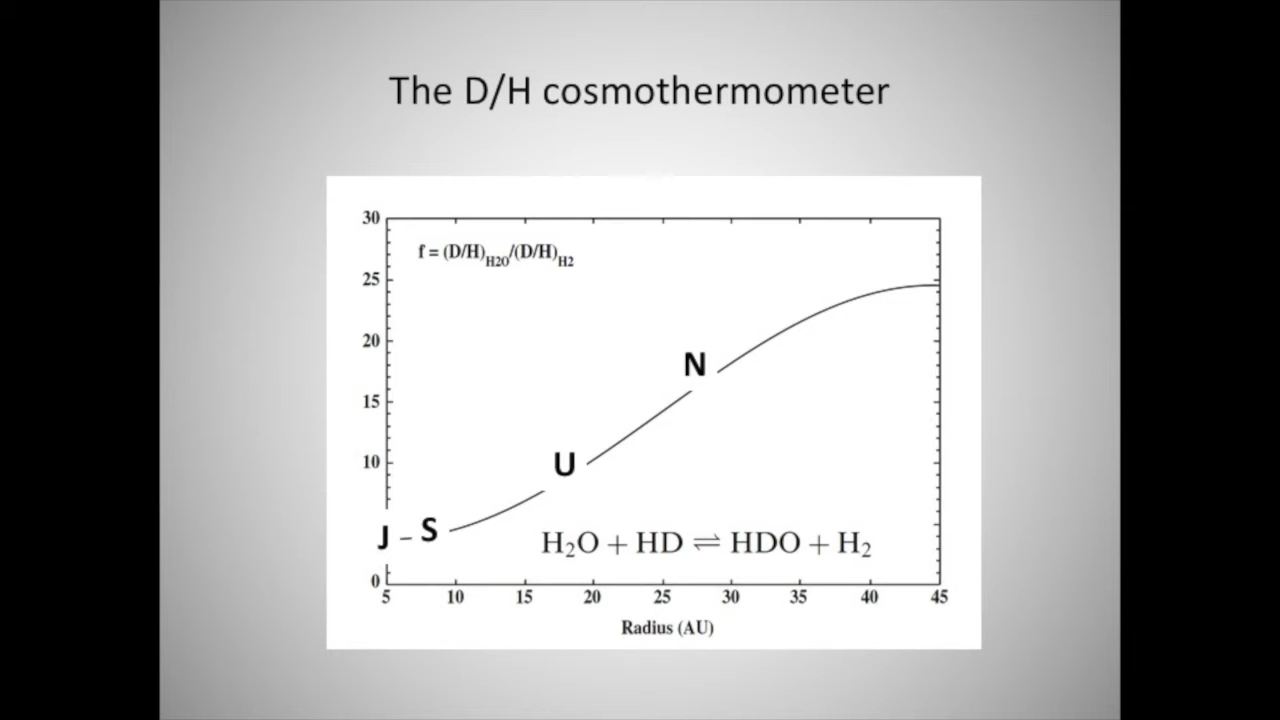 The D/H cosmothermometer
f = (D/H)H2O/(D/H)H2
30
25
20
15
10
0
J
S
U
N
H₂O + HD ⇌ HDO + H₂
5 10 15 20 25 30 35 40 45
Radius (AU)